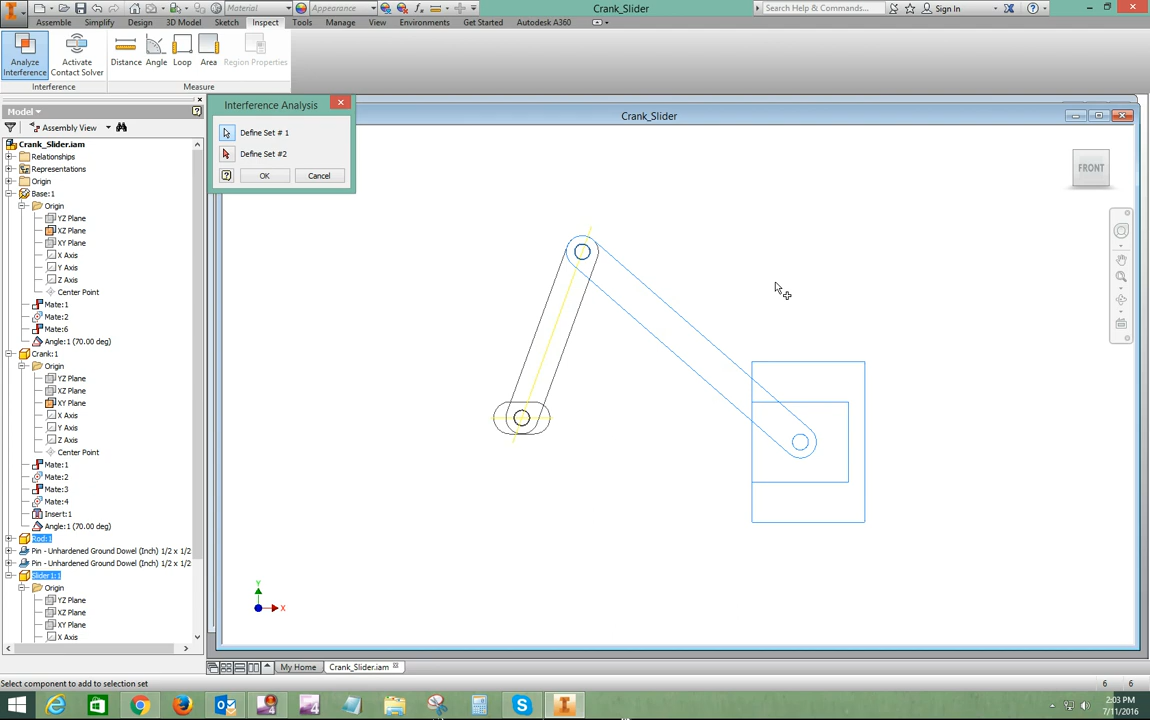 Material
Appearance
Crank_Slider
Search Help & Commands...
Sign In
Assemble Simplify Design 3D Model Sketch Inspect Tools Manage View Environments Get Started Autodesk A360
Analyze Interference
Activate Contact Solver
Distance Angle Loop Area Region Properties
Interference
Measure
Model
Assembly View
Crank_Slider.iam
Relationships
Representations
Origin
Base:1
Origin
YZ Plane
XZ Plane
XY Plane
X Axis
Y Axis
Z Axis
Center Point
Mate:1
Mate:2
Mate:6
Angle:1 (70.00 deg)
Crank:1
Origin
YZ Plane
XZ Plane
XY Plane
X Axis
Y Axis
Z Axis
Center Point
Mate:1
Mate:2
Mate:3
Mate:4
Insert:1
Angle:1 (70.00 deg)
Rod:1
Pin - Unhardened Ground Dowel (Inch) 1/2 x 1/2
Pin - Unhardened Ground Dowel (Inch) 1/2 x 1/2
Slider1:1
Origin
YZ Plane
XZ Plane
XY Plane
X Axis
Interference Analysis
Define Set # 1
Define Set #2
OK
Cancel
Crank_Slider
FRONT
Y
X
My Home
Crank_Slider.iam
Select component to add to selection set
6 6
2:03 PM
7/11/2016